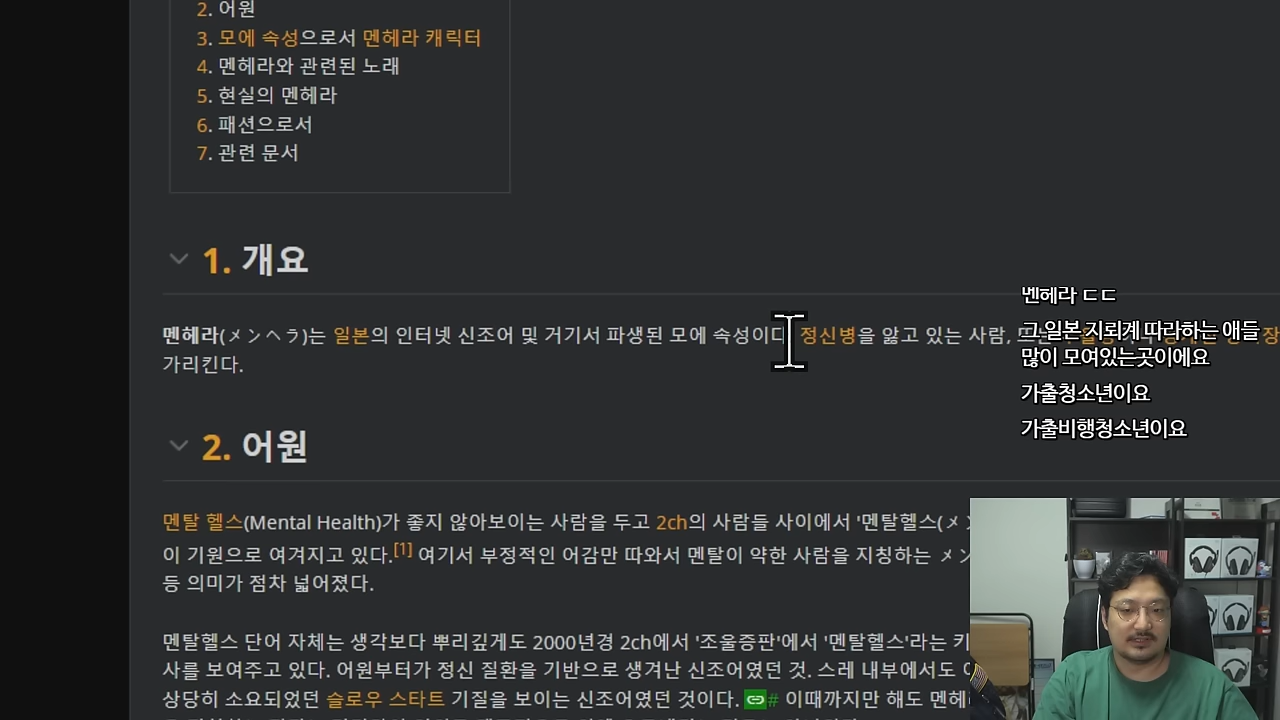 2. 어원
3. 모에 속성으로서 멘헤라 캐릭터
4. 멘헤라와 관련된 노래
5. 현실의 멘헤라
6. 패션으로서
7. 관련 문서
1. 개요
멘헤라 ㄷㄷ
멘헤라(メンヘラ)는 일본의 인터넷 신조어 및 거기서 파생된 모에 속성이다. 정신병을 앓고 있는 사람,
그 일본 지뢰계 따라하는 애들
많이 모여있는곳이에요
가리킨다.
가출청소년이요
가출비행청소년이요
2. 어원
멘탈 헬스(Mental Health)가 좋지 않아보이는 사람을 두고 2ch의 사람들 사이에서 '멘탈헬스(メ
이 기원으로 여겨지고 있다.[1] 여기서 부정적인 어감만 따와서 멘탈이 약한 사람을 지칭하는 メン
등 의미가 점차 넓어졌다.
멘탈헬스 단어 자체는 생각보다 뿌리깊게도 2000년경 2ch에서 '조울증판'에서 '멘탈헬스'라는 키
사를 보여주고 있다. 어원부터가 정신 질환을 기반으로 생겨난 신조어였던 것. 스레 내부에서도
상당히 소요되었던 슬로우 스타트 기질을 보이는 신조어였던 것이다. # 이때까지만 해도 멘헤